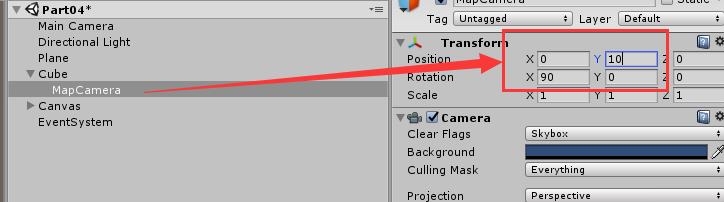 Part04*
Main Camera
Directional Light
Plane
Cube
MapCamera
Canvas
EventSystem
MapCamera Static
Tag Untagged Layer Default
Transform
Position X 0 Y 10 Z 0
Rotation X 90 Y 0 Z 0
Scale X 1 Y 1 Z 1
Camera
Clear Flags Skybox
Background
Culling Mask Everything
Projection Perspective